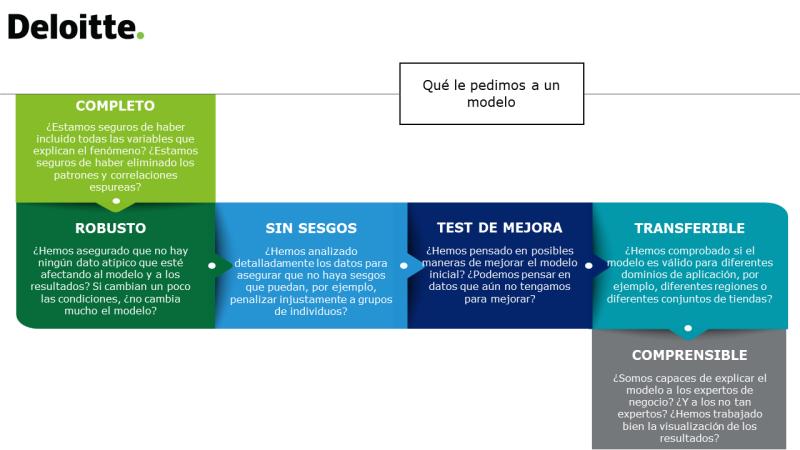 Deloitte.
Qué le pedimos a un
modelo
COMPLETO
¿Estamos seguros de haber
incluido todas las variables que
explican el fenómeno? ¿Estamos
seguros de haber eliminado los
patrones y correlaciones
espureas?
ROBUSTO
¿Hemos asegurado que no hay
ningún dato atípico que esté
afectando al modelo y a los
resultados? Si cambian un poco
las condiciones, ¿no cambia
mucho el modelo?
SIN SESGOS
¿Hemos analizado
detalladamente los datos para
asegurar que no haya sesgos
que puedan, por ejemplo,
penalizar injustamente a grupos
de individuos?
TEST DE MEJORA
¿Hemos pensado en posibles
maneras de mejorar el modelo
inicial? ¿Podemos pensar en
datos que aún no tengamos
para mejorar?
TRANSFERIBLE
¿Hemos comprobado si el
modelo es válido para diferentes
dominios de aplicación, por
ejemplo, diferentes regiones o
diferentes conjuntos de tiendas?
COMPRENSIBLE
¿Somos capaces de explicar el
modelo a los expertos de
negocio? ¿Y a los no tan
expertos? ¿Hemos trabajado
bien la visualización de los
resultados?